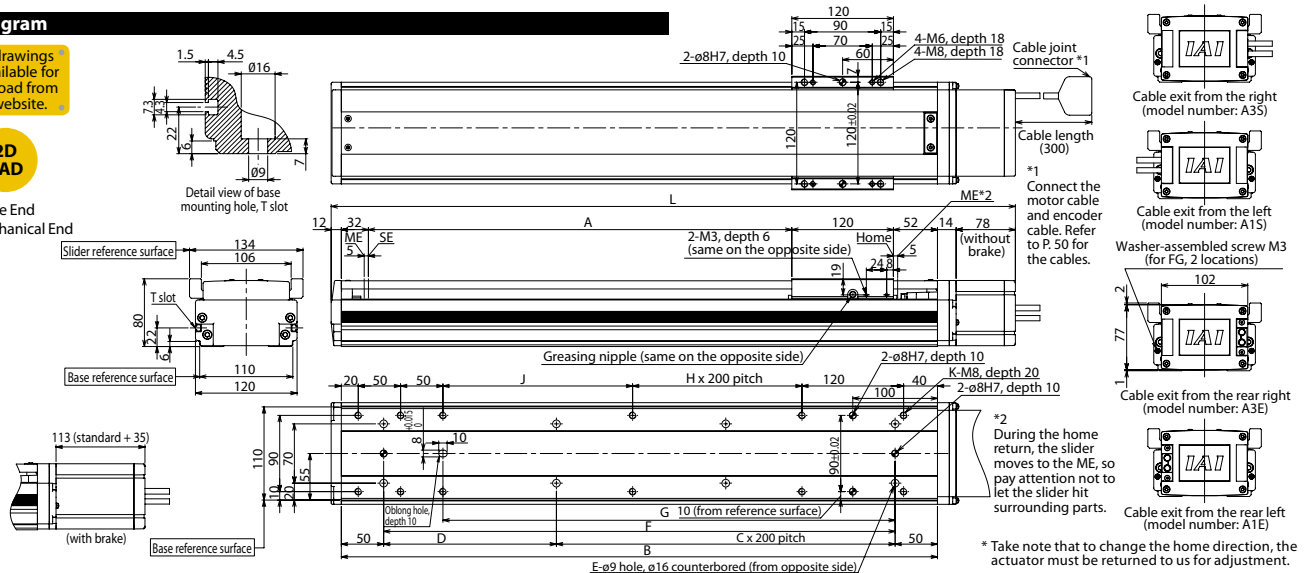 gram
drawings
ailable for
oad from
website.
2D
AD
e End
hanical End
1.5
4.5
Ø16
7.3
4.3
22
6
Ø9
7
Detail view of base
mounting hole, T slot
120
15
90
15
25
70
25
60
4-M6, depth 18
4-M8, depth 18
2-ø8H7, depth 10
7
120
120±0.02
Cable joint
connector *1
Cable length
(300)
*1
Connect the
motor cable
and encoder
cable. Refer
to P. 50 for
the cables.
L
ME*2
12
32
A
120
52
14
78
(without
brake)
ME
SE
5
2-M3, depth 6
(same on the opposite side)
Home
5
24
8
19
Greasing nipple (same on the opposite side)
Slider reference surface
134
106
T slot
80
22
6
Base reference surface
110
120
20
50
50
J
H x 200 pitch
120
40
100
2-ø8H7, depth 10
K-M8, depth 20
2-ø8H7, depth 10
+0.015
0
8
10
110
90
70
55
10
20
90±0.02
Oblong hole,
depth 10
G
10 (from reference surface)
F
50
D
C x 200 pitch
50
B
E-ø9 hole, ø16 counterbored (from opposite side)
Base reference surface
113 (standard + 35)
(with brake)
*2
During the home
return, the slider
moves to the ME, so
pay attention not to
let the slider hit
surrounding parts.
IAI
Cable exit from the right
(model number: A3S)
IAI
Cable exit from the left
(model number: A1S)
Washer-assembled screw M3
(for FG, 2 locations)
102
2
77
1
IAI
Cable exit from the rear right
(model number: A3E)
IAI
Cable exit from the rear left
(model number: A1E)
* Take note that to change the home direction, the
actuator must be returned to us for adjustment.